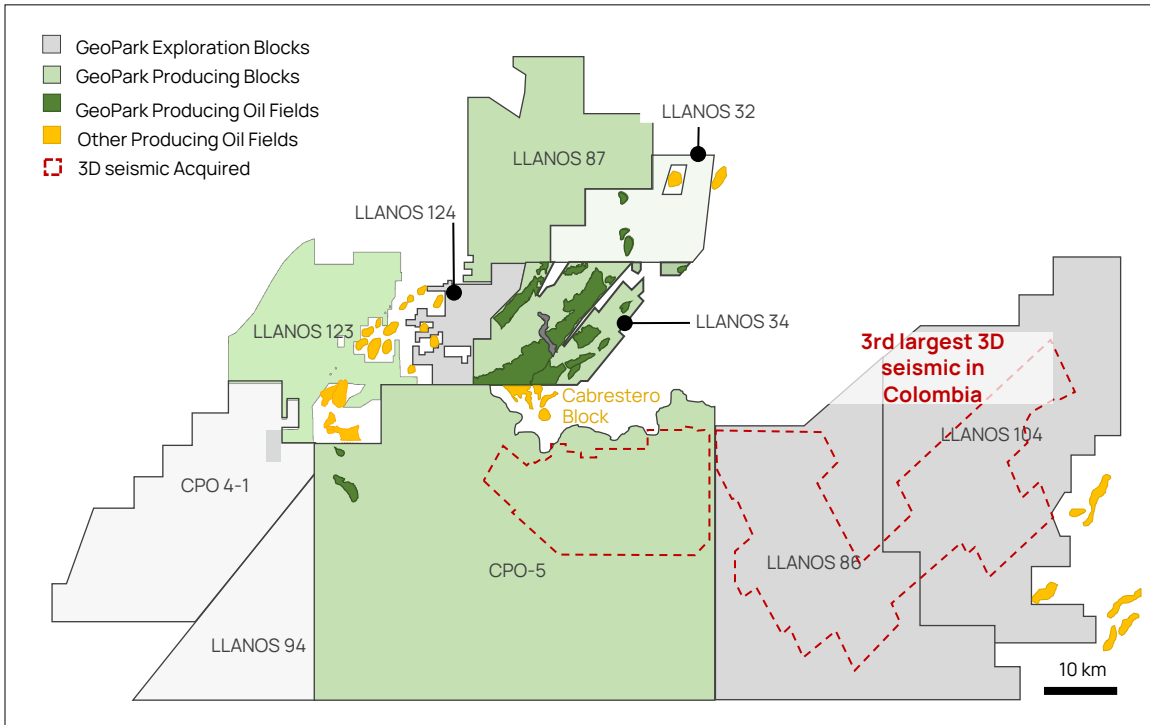 GeoPark Exploration Blocks
GeoPark Producing Blocks
GeoPark Producing Oil Fields
Other Producing Oil Fields
3D seismic Acquired
LLANOS 32
LLANOS 87
LLANOS 124
LLANOS 123
LLANOS 34
3rd largest 3D
seismic in
Colombia
Cabrestero
Block
LLANOS 104
CPO 4-1
CPO-5
LLANOS 86
LLANOS 94
10 km